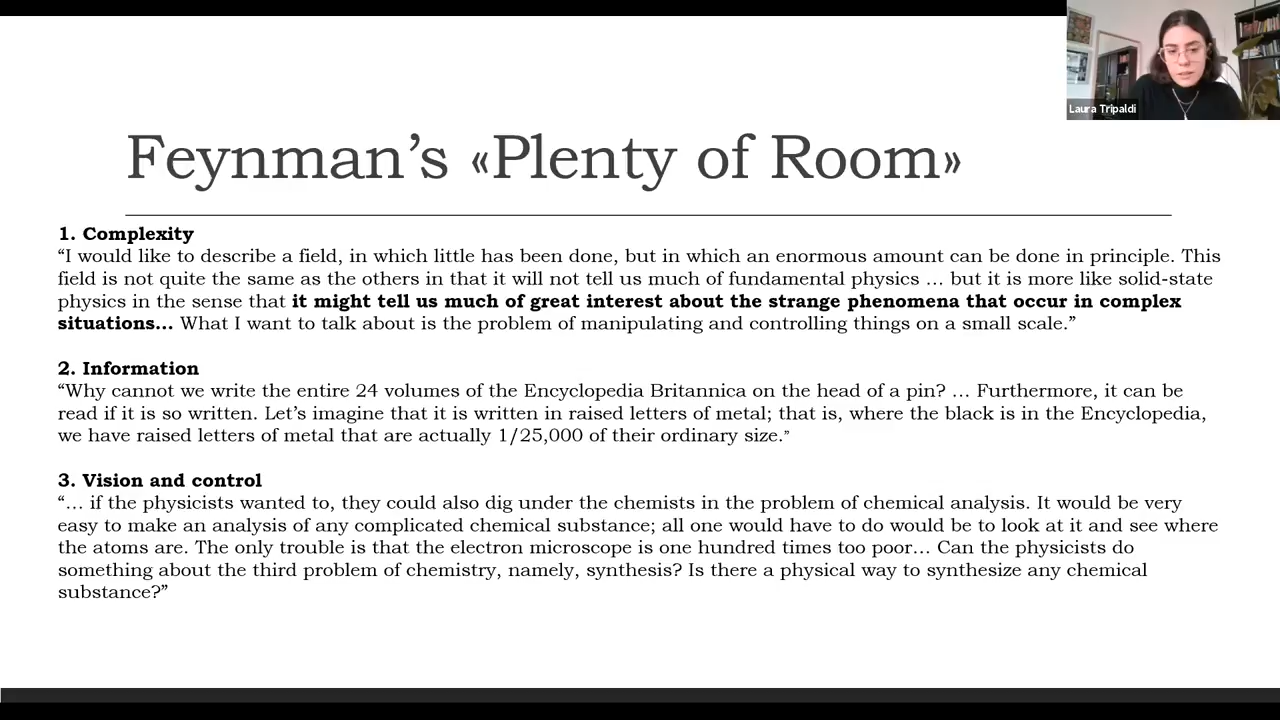 Laura Tripaldi
Feynman’s «Plenty of Room»
1. Complexity
“I would like to describe a field, in which little has been done, but in which an enormous amount can be done in principle. This
field is not quite the same as the others in that it will not tell us much of fundamental physics … but it is more like solid-state
physics in the sense that it might tell us much of great interest about the strange phenomena that occur in complex
situations… What I want to talk about is the problem of manipulating and controlling things on a small scale.”
2. Information
“Why cannot we write the entire 24 volumes of the Encyclopedia Britannica on the head of a pin? … Furthermore, it can be
read if it is so written. Let’s imagine that it is written in raised letters of metal; that is, where the black is in the Encyclopedia,
we have raised letters of metal that are actually 1/25,000 of their ordinary size.”
3. Vision and control
“… if the physicists wanted to, they could also dig under the chemists in the problem of chemical analysis. It would be very
easy to make an analysis of any complicated chemical substance; all one would have to do would be to look at it and see where
the atoms are. The only trouble is that the electron microscope is one hundred times too poor… Can the physicists do
something about the third problem of chemistry, namely, synthesis? Is there a physical way to synthesize any chemical
substance?”